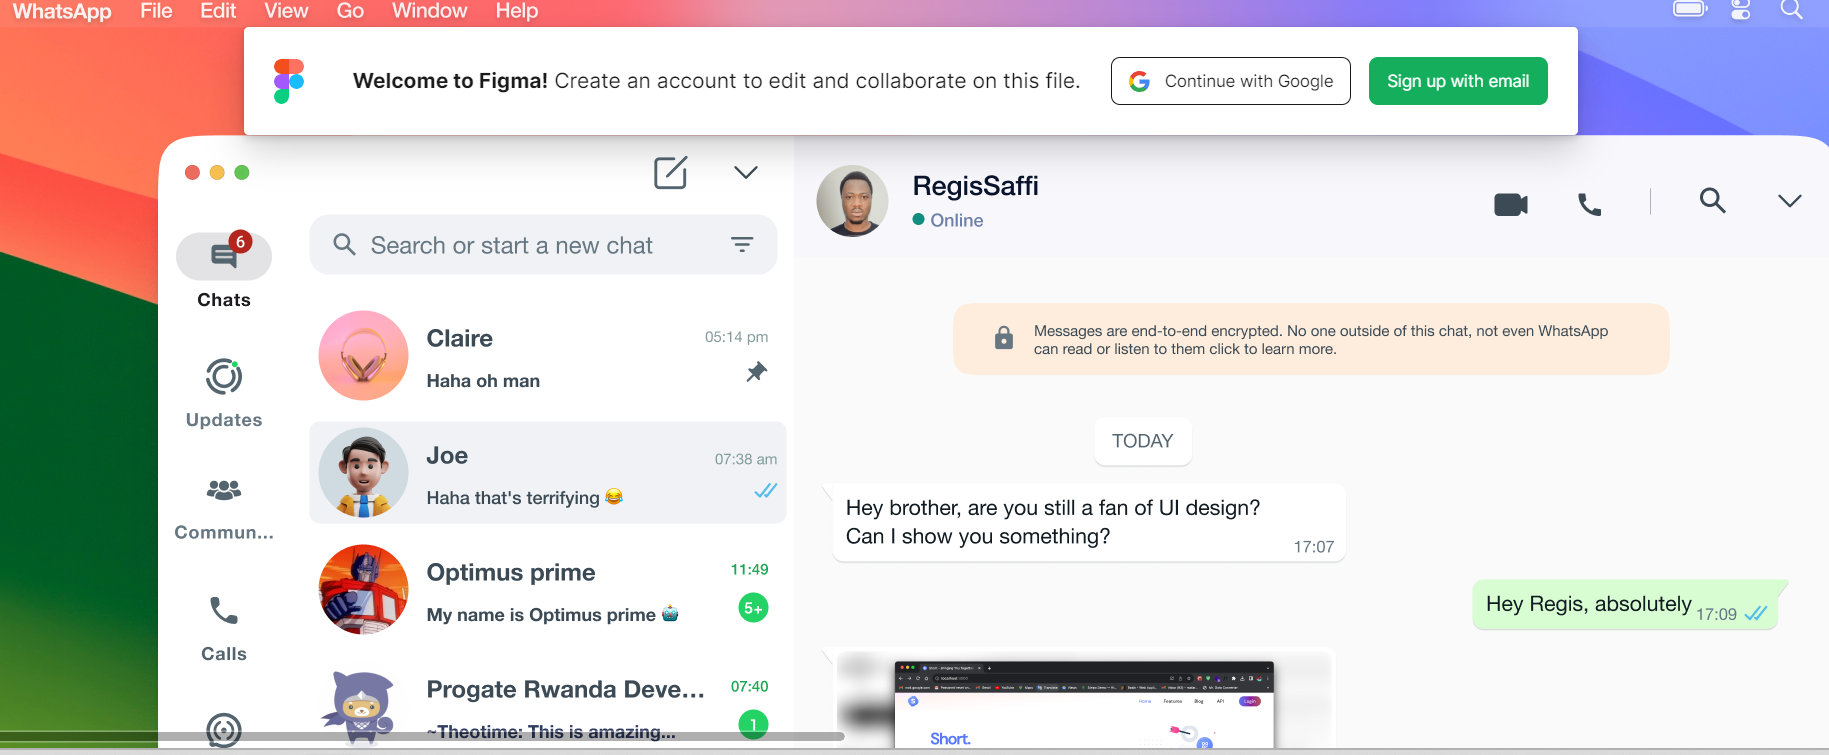 WhatsApp File Edit View Go Window Help
Welcome to Figma! Create an account to edit and collaborate on this file.
Continue with Google
Sign up with email
6
Chats
Updates
Commun...
Calls
Search or start a new chat
Claire
05:14 pm
Haha oh man
Joe
07:38 am
Haha that's terrifying 😂
Optimus prime
11:49
My name is Optimus prime 🤖
5+
Progate Rwanda Deve...
07:40
~Theotime: This is amazing...
1
RegisSaffi
Online
Messages are end-to-end encrypted. No one outside of this chat, not even WhatsApp
can read or listen to them click to learn more.
TODAY
Hey brother, are you still a fan of UI design?
Can I show you something?
17:07
Hey Regis, absolutely
17:09
Home Features Blog API Login
Short.